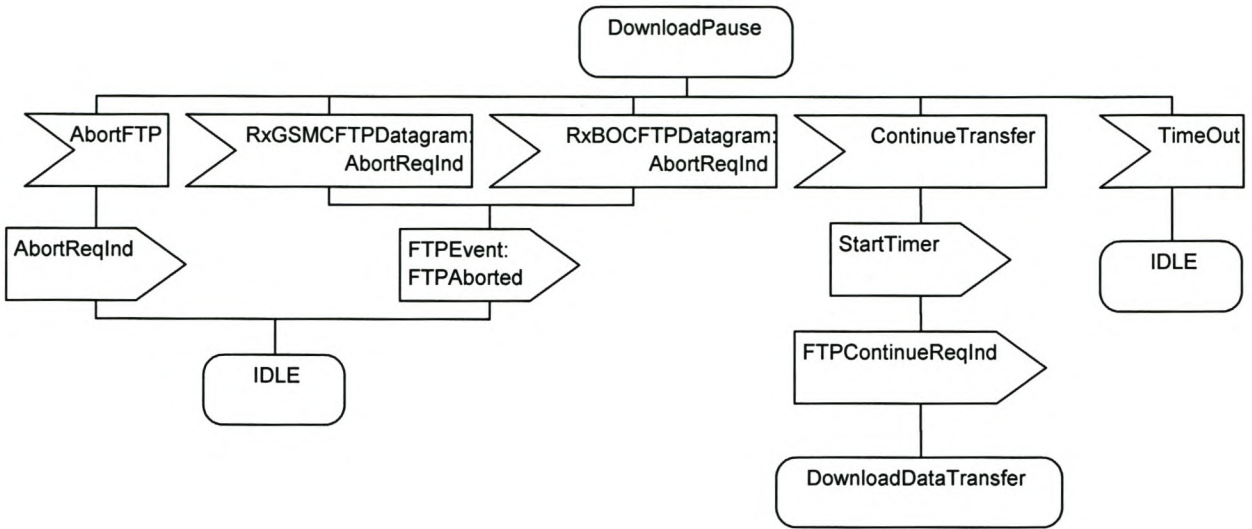 DownloadPause
AbortFTP
RxGSMCFTPDatagram:
AbortReqInd
RxBOCFTPDatagram:
AbortReqInd
ContinueTransfer
TimeOut
AbortReqInd
FTPEvent:
FTPAborted
StartTimer
IDLE
FTPContinueReqInd
IDLE
DownloadDataTransfer